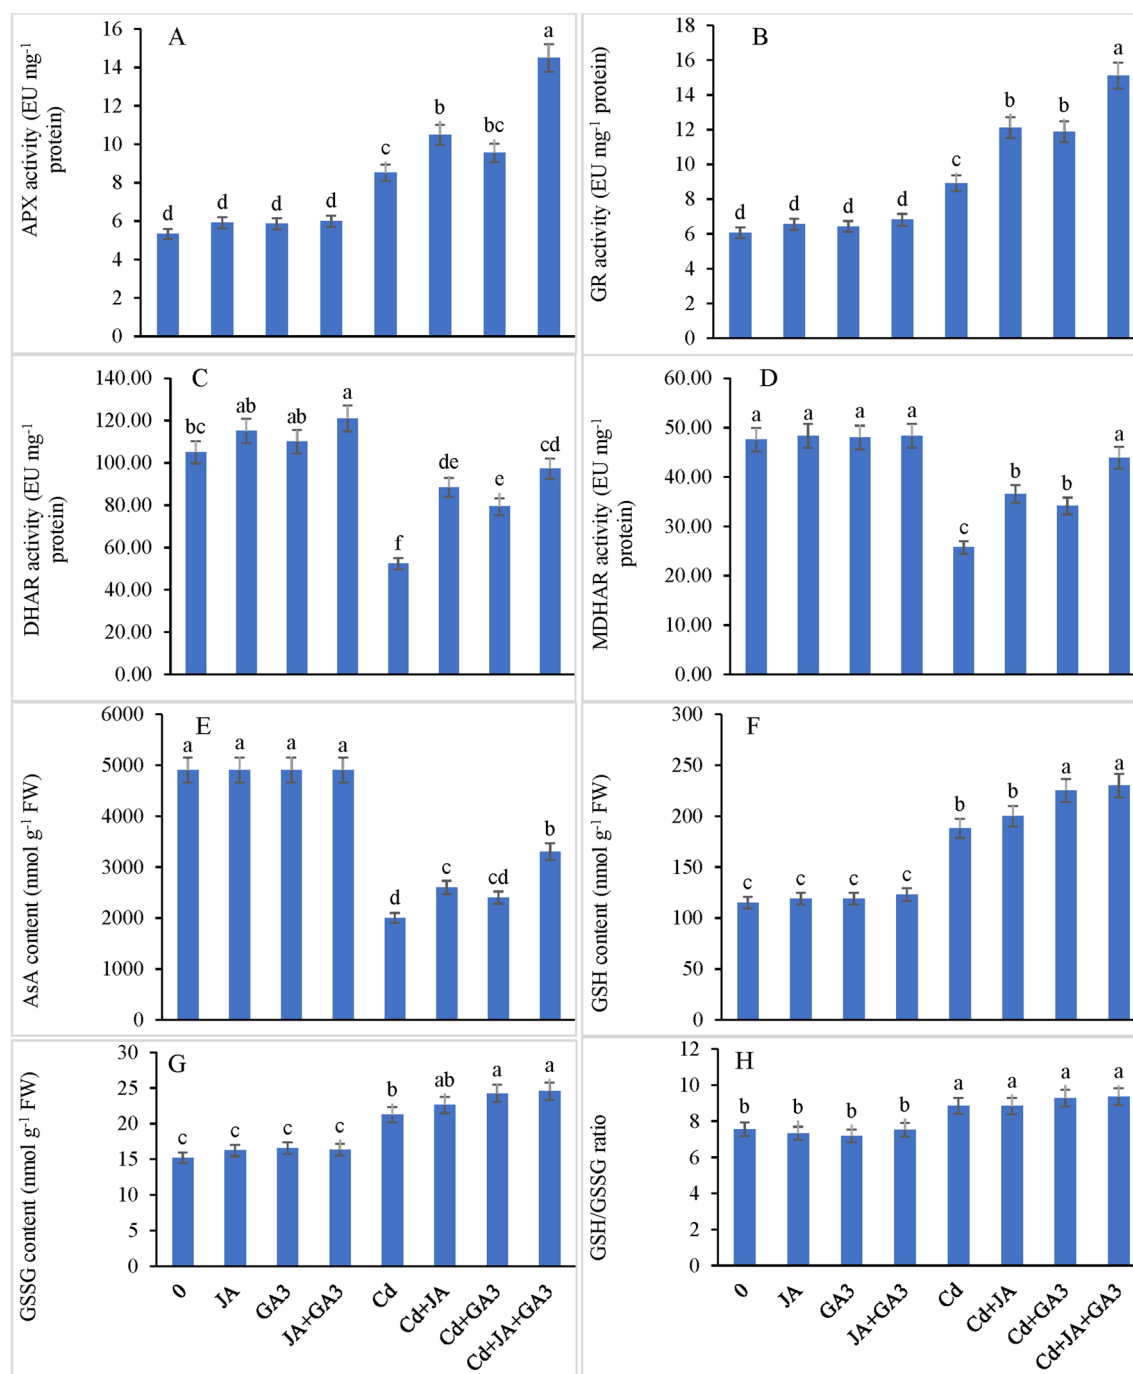 A
APX activity (EU mg-1
protein)
16
14
12
10
8
6
4
2
0
d d d d c b bc a
B
GR activity (EU mg-1 protein)
18
16
14
12
10
8
6
4
2
0
d d d d c b b a
C
DHAR activity (EU mg-1
protein)
140.00
120.00
100.00
80.00
60.00
40.00
20.00
0.00
bc ab ab a f de e cd
D
MDHAR activity (EU mg-1
protein)
60.00
50.00
40.00
30.00
20.00
10.00
0.00
a a a a c b b a
E
AsA content (nmol g-1 FW)
6000
5000
4000
3000
2000
1000
0
a a a a d c cd b
F
GSH content (nmol g-1 FW)
300
250
200
150
100
50
0
c c c c b b a a
G
GSSG content (nmol g-1 FW)
30
25
20
15
10
5
0
c c c c b ab a a
0
JA
GA3
JA+GA3
Cd
Cd+JA
Cd+GA3
Cd+JA+GA3
H
GSH/GSSG ratio
12
10
8
6
4
2
0
b b b b a a a a
0
JA
GA3
JA+GA3
Cd
Cd+JA
Cd+GA3
Cd+JA+GA3